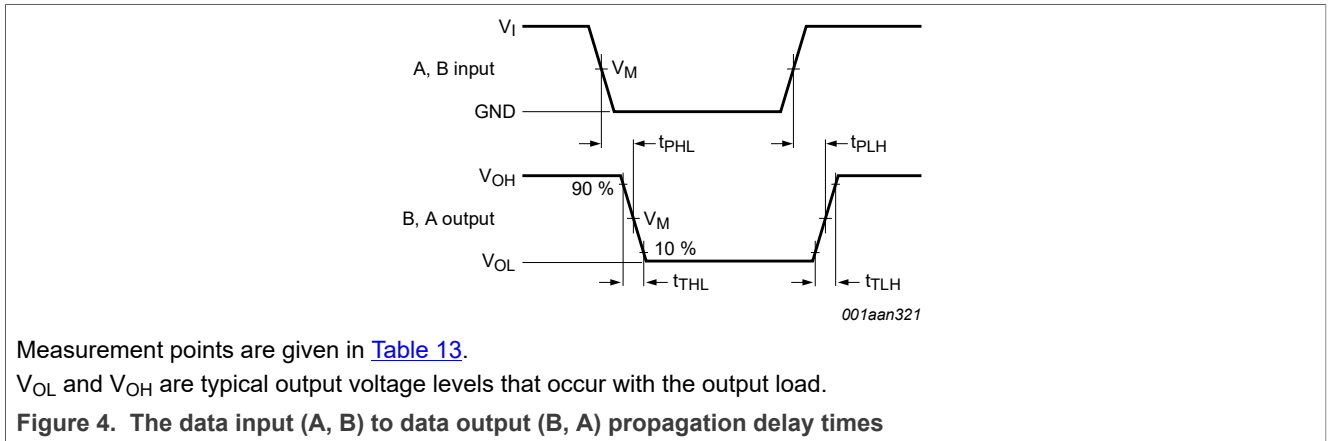 V_I
A, B input
V_M
GND
t_PHL
t_PLH
V_OH
90 %
B, A output
V_M
10 %
V_OL
t_THL
t_TLH
001aan321
Measurement points are given in Table 13.
V_OL and V_OH are typical output voltage levels that occur with the output load.
Figure 4. The data input (A, B) to data output (B, A) propagation delay times